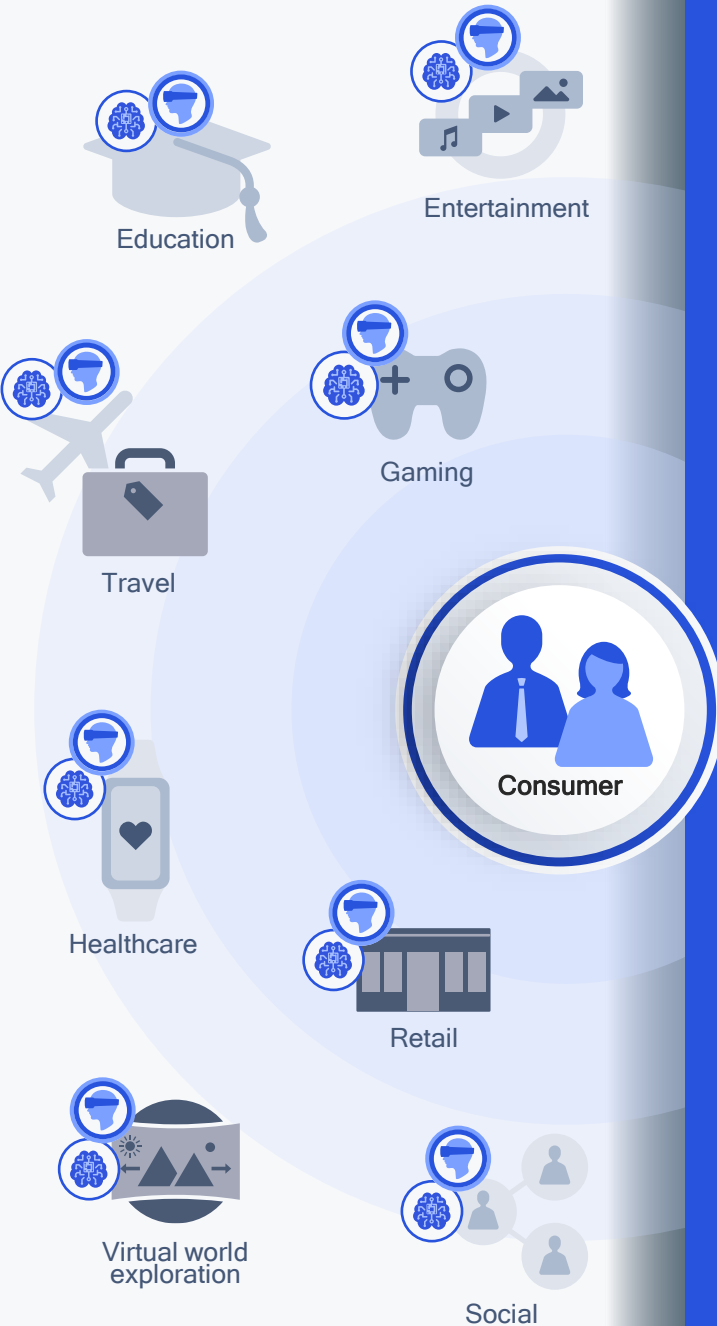 Entertainment
Education
Gaming
Travel
Consumer
Healthcare
Retail
Virtual world
exploration
Social